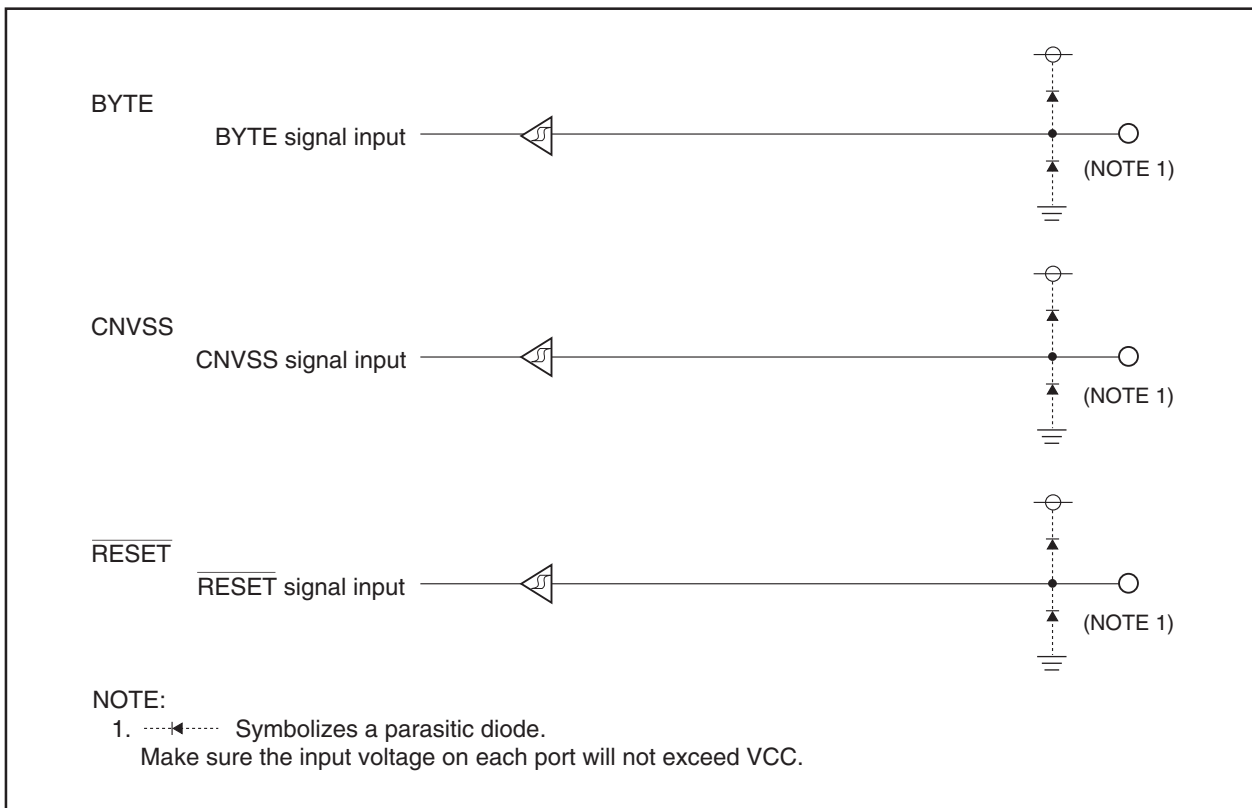 BYTE
BYTE signal input
(NOTE 1)
CNVSS
CNVSS signal input
(NOTE 1)
RESET
RESET signal input
(NOTE 1)
NOTE:
1. Symbolizes a parasitic diode.
Make sure the input voltage on each port will not exceed VCC.